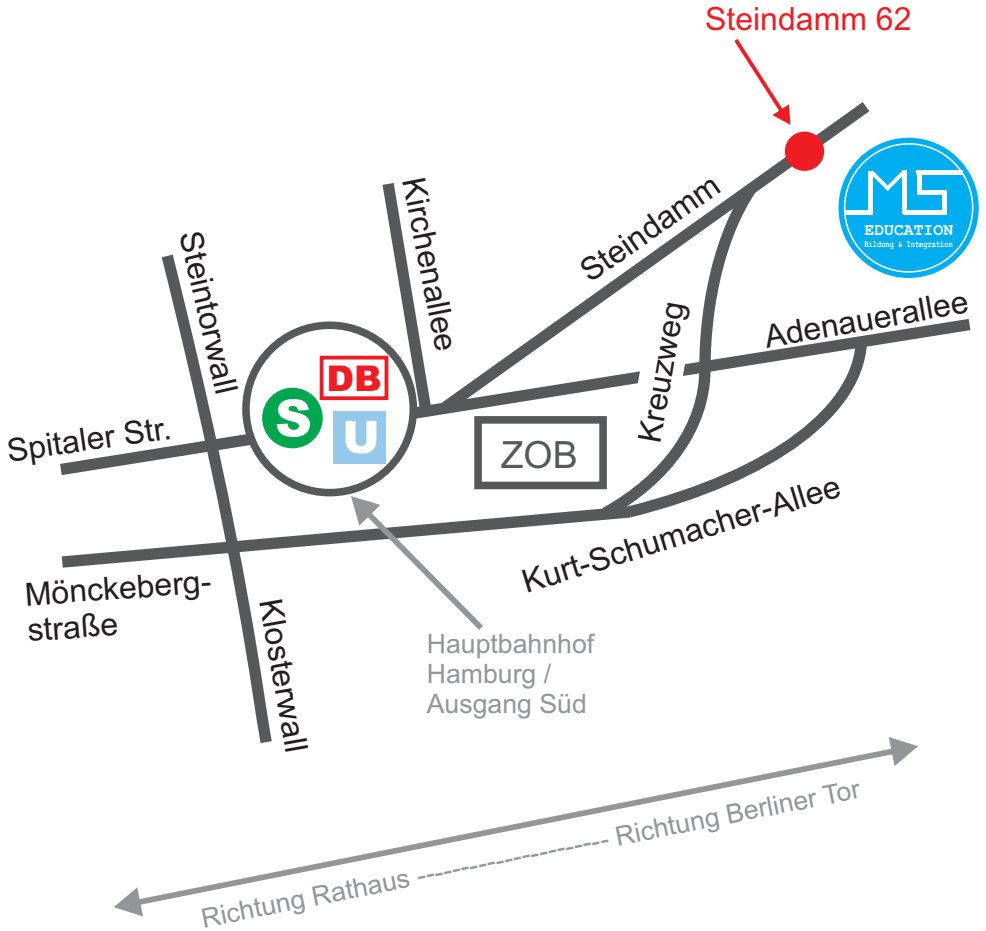 Steindamm 62
MS
EDUCATION
Bildung & Integration
Kirchenallee
Steindamm
Steintorwall
Kreuzweg
Adenauerallee
DB
S
U
Spitaler Str.
ZOB
Kurt-Schumacher-Allee
Mönckeberg-
straße
Klosterwall
Hauptbahnhof
Hamburg /
Ausgang Süd
Richtung Rathaus ------------------------ Richtung Berliner Tor